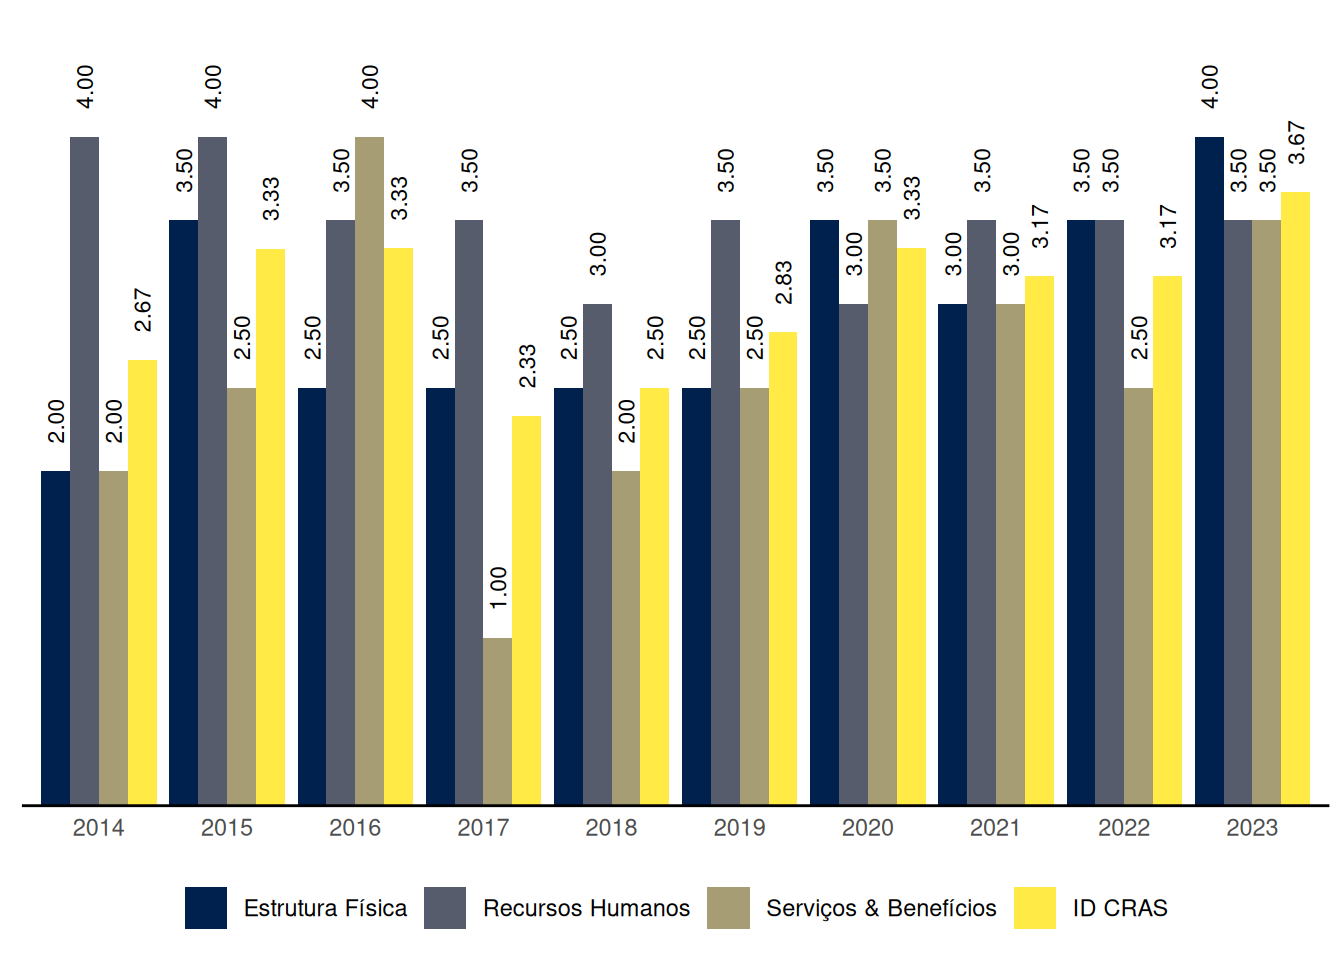 4.00 4.00 4.00 4.00
3.67
3.50 3.50 3.50 3.50 3.50 3.50 3.50 3.50 3.50 3.50 3.50
3.33 3.33 3.33
3.17 3.17
3.00 3.00 3.00 3.00
2.83
2.67
2.50 2.50 2.50 2.50 2.50 2.50 2.50 2.50
2.33
2.00 2.00 2.00
1.00
2014 2015 2016 2017 2018 2019 2020 2021 2022 2023
Estrutura Física Recursos Humanos Serviços & Benefícios ID CRAS